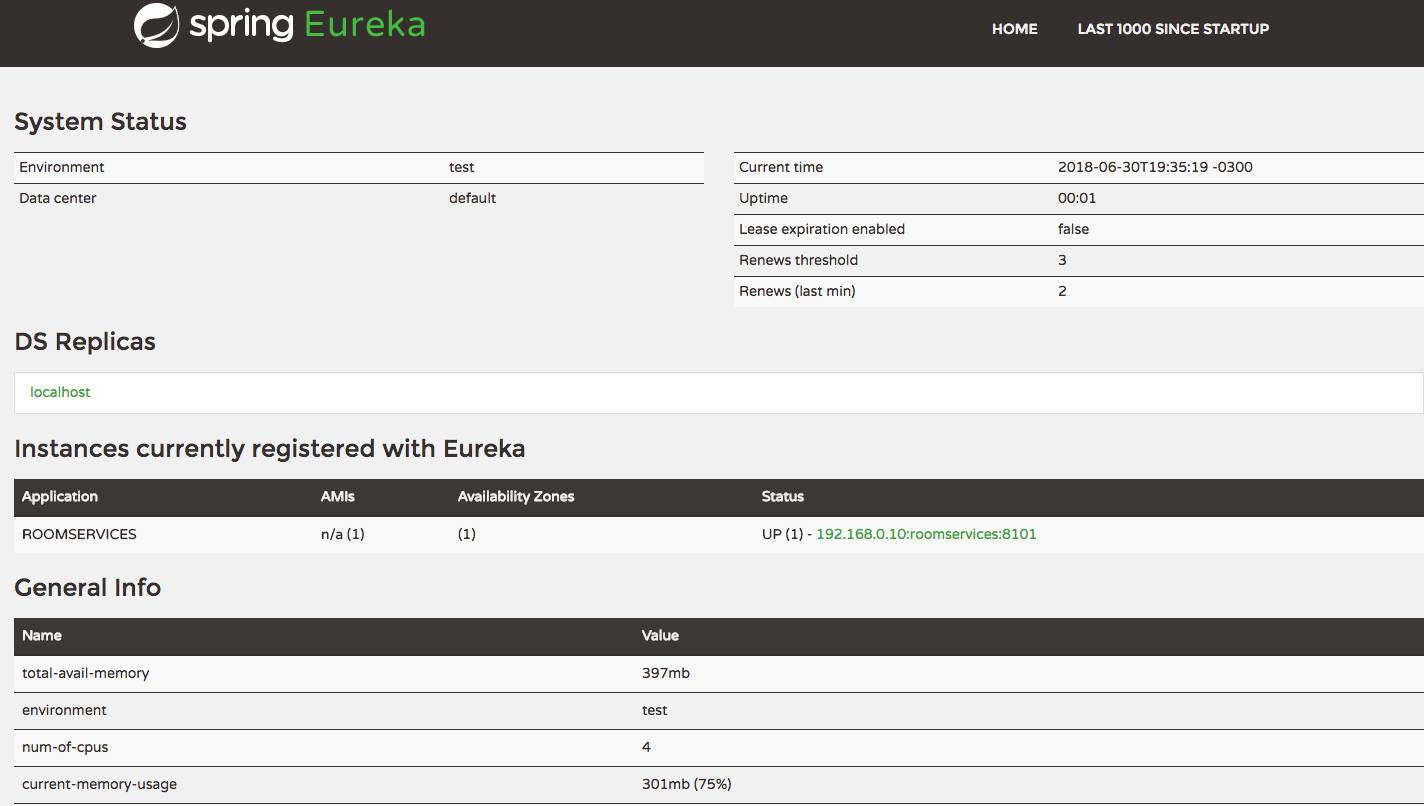 spring Eureka
HOME LAST 1000 SINCE STARTUP
System Status
Environment test
Data center default
Current time 2018-06-30T19:35:19 -0300
Uptime 00:01
Lease expiration enabled false
Renews threshold 3
Renews (last min) 2
DS Replicas
localhost
Instances currently registered with Eureka
Application AMIs Availability Zones Status
ROOMSERVICES n/a (1) (1) UP (1) - 192.168.0.10:roomservices:8101
General Info
Name Value
total-avail-memory 397mb
environment test
num-of-cpus 4
current-memory-usage 301mb (75%)